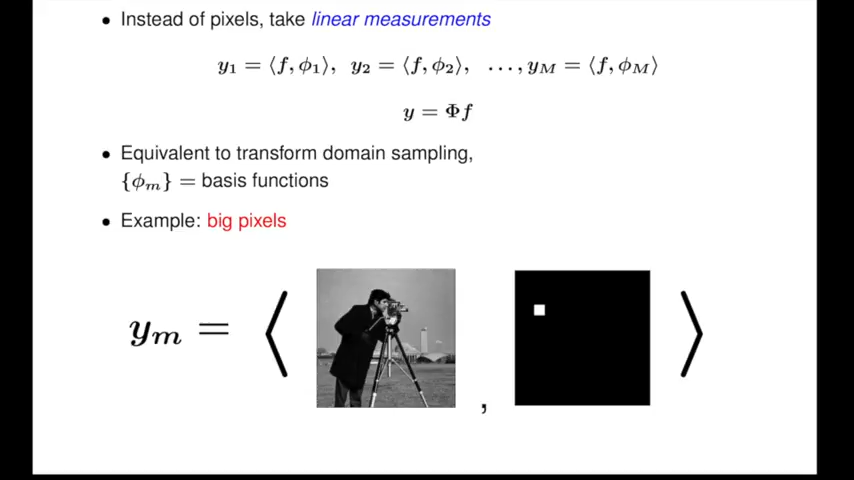 • Instead of pixels, take linear measurements
y₁ = ⟨f, ϕ₁⟩, y₂ = ⟨f, ϕ₂⟩, ..., y_M = ⟨f, ϕ_M⟩
y = Φf
• Equivalent to transform domain sampling,
{ϕ_m} = basis functions
• Example: big pixels
y_m = ⟨ , ⟩